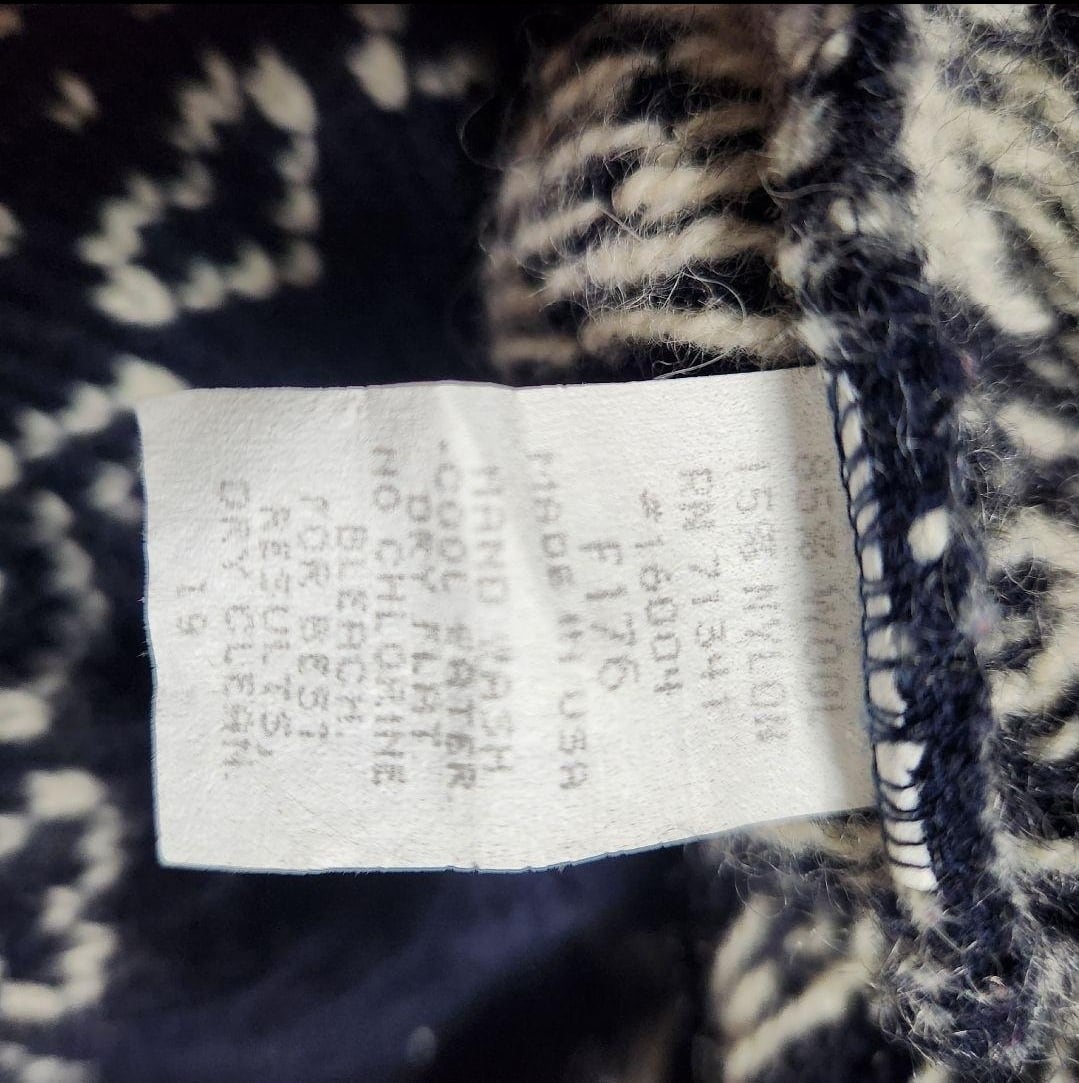 85% WOOL
15% NYLON
RN 71341
#16004
F176
MADE IN USA
HAND WASH
COOL WATER.
DRY FLAT
NO CHLORINE
BLEACH.
FOR BEST
RESULTS,
DRY CLEAN.
19